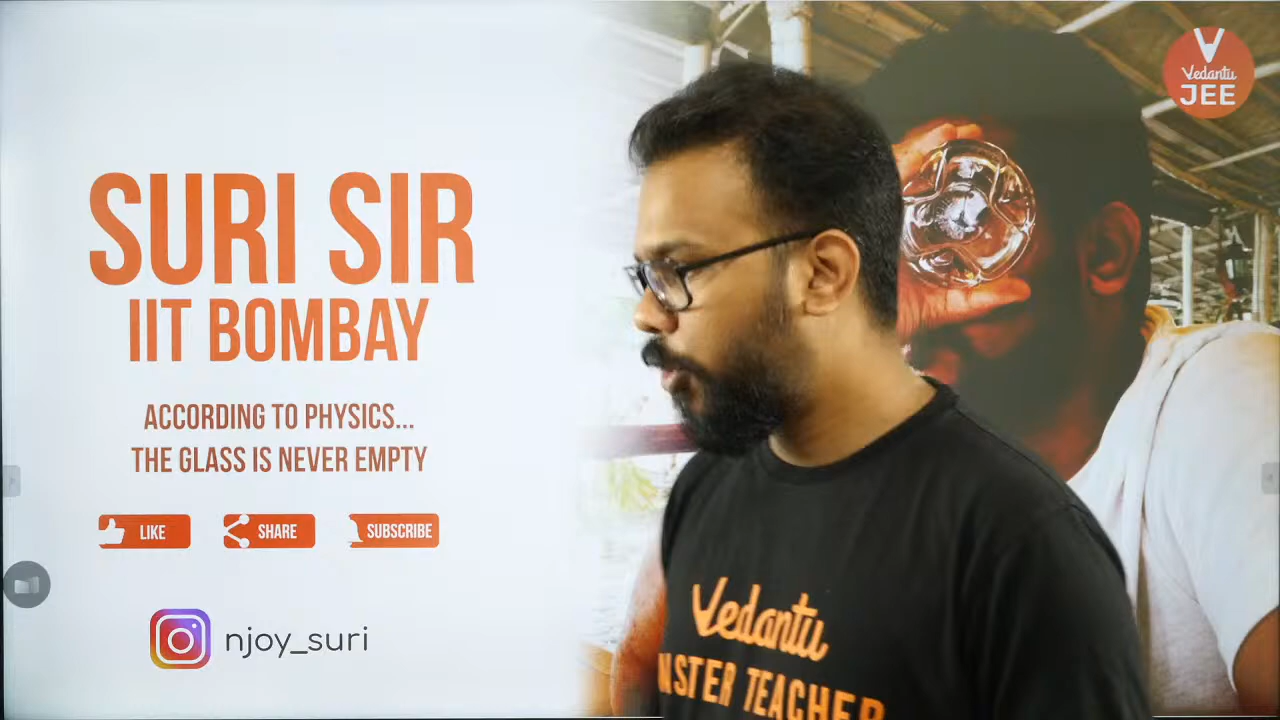 SURI SIR
IIT BOMBAY
ACCORDING TO PHYSICS...
THE GLASS IS NEVER EMPTY
LIKE
SHARE
SUBSCRIBE
njoy_suri
Vedantu
JEE
Vedantu
TEACHER